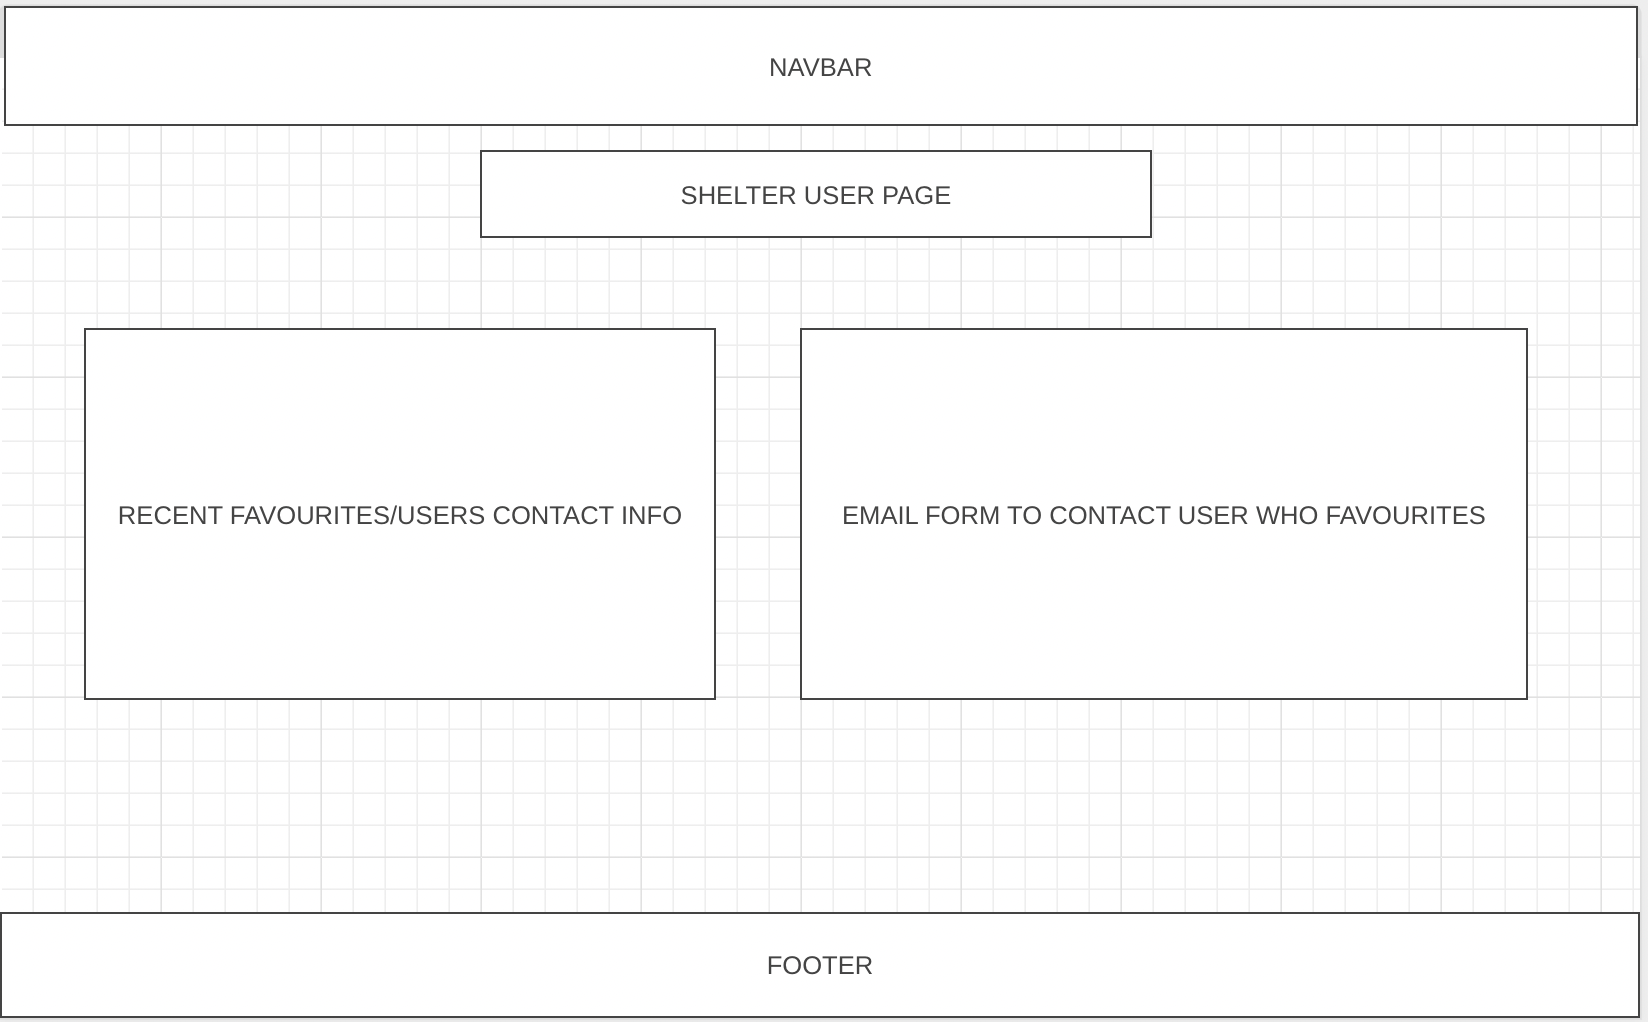 NAVBAR
SHELTER USER PAGE
RECENT FAVOURITES/USERS CONTACT INFO
EMAIL FORM TO CONTACT USER WHO FAVOURITES
FOOTER